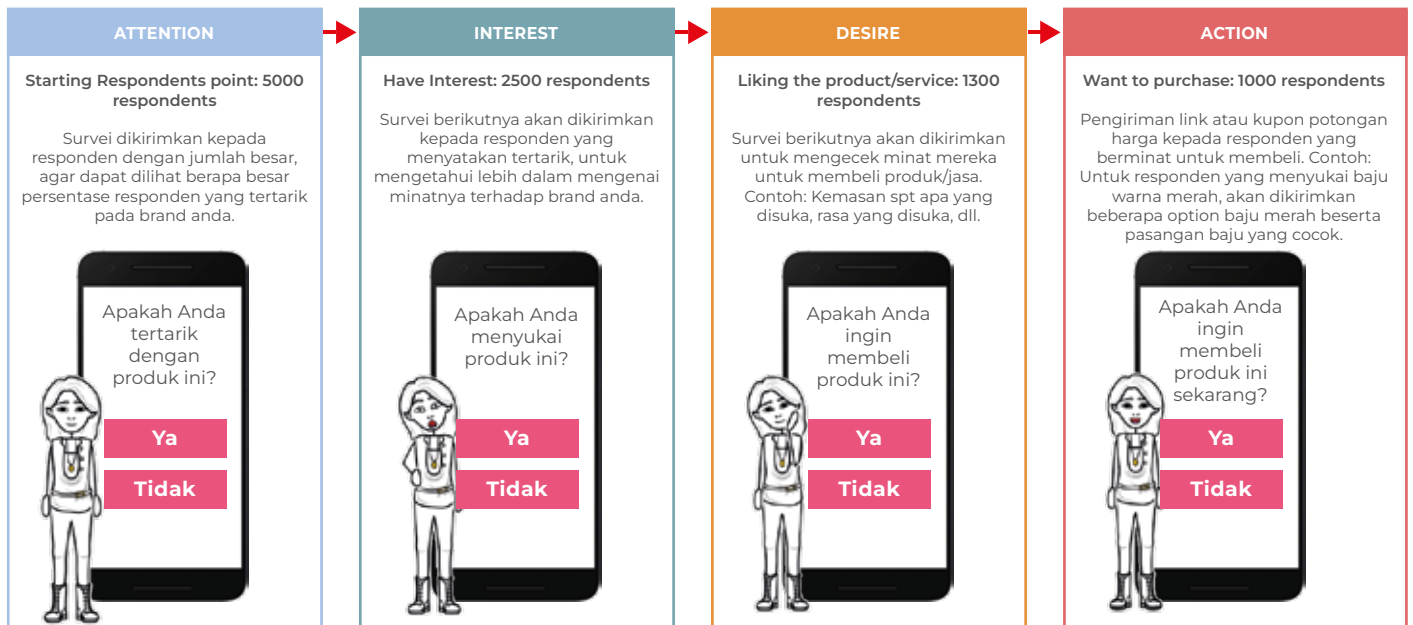 ATTENTION
Starting Respondents point: 5000
respondents
Survei dikirimkan kepada
responden dengan jumlah besar,
agar dapat dilihat berapa besar
persentase responden yang tertarik
pada brand anda.
Apakah Anda
tertarik
dengan
produk ini?
Ya
Tidak
INTEREST
Have Interest: 2500 respondents
Survei berikutnya akan dikirimkan
kepada responden yang
menyatakan tertarik, untuk
mengetahui lebih dalam mengenai
minatnya terhadap brand anda.
Apakah Anda
menyukai
produk ini?
Ya
Tidak
DESIRE
Liking the product/service: 1300
respondents
Survei berikutnya akan dikirimkan
untuk mengecek minat mereka
untuk membeli produk/jasa.
Contoh: Kemasan spt apa yang
disuka, rasa yang disuka, dll.
Apakah Anda
ingin
membeli
produk ini?
Ya
Tidak
ACTION
Want to purchase: 1000 respondents
Pengiriman link atau kupon potongan
harga kepada responden yang
berminat untuk membeli. Contoh:
Untuk responden yang menyukai baju
warna merah, akan dikirimkan
beberapa option baju merah beserta
pasangan baju yang cocok.
Apakah Anda
ingin
membeli
produk ini
sekarang?
Ya
Tidak